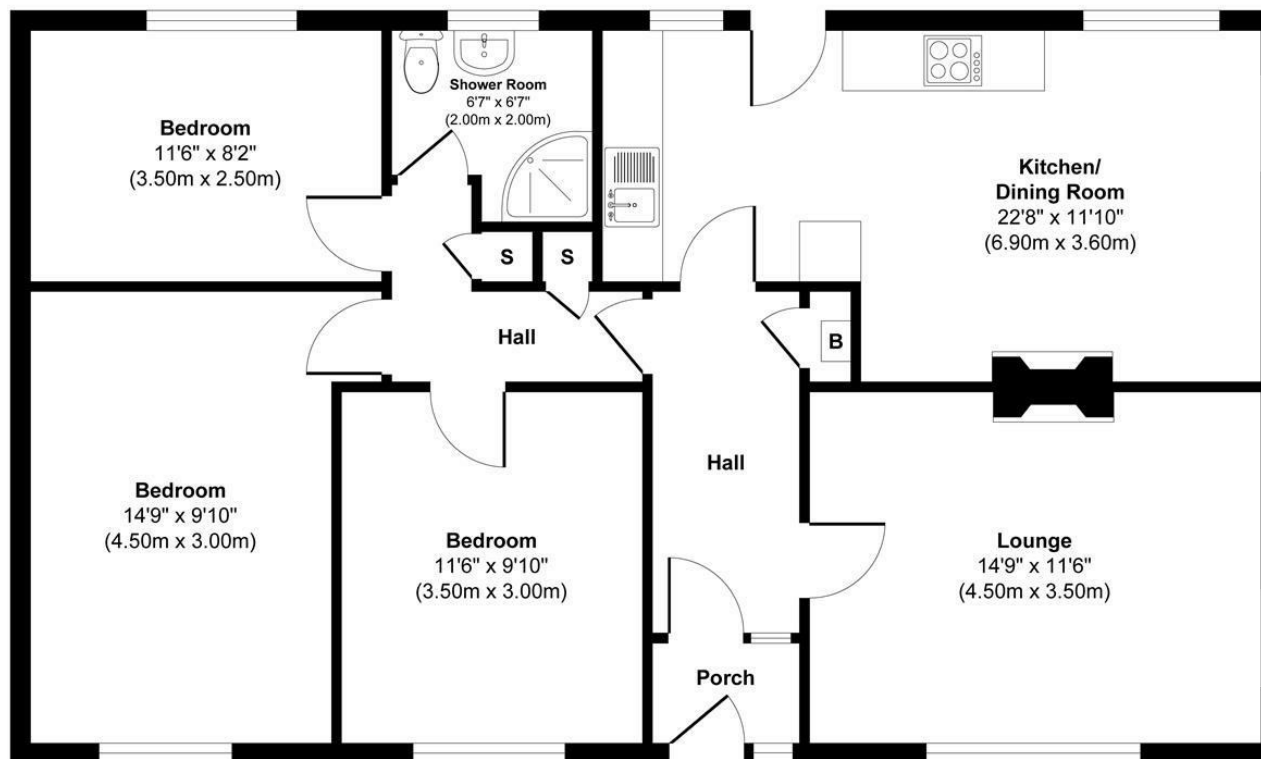 Bedroom
11'6" x 8'2"
(3.50m x 2.50m)
Shower Room
6'7" x 6'7"
(2.00m x 2.00m)
Kitchen/
Dining Room
22'8" x 11'10"
(6.90m x 3.60m)
S
S
Hall
B
Bedroom
14'9" x 9'10"
(4.50m x 3.00m)
Bedroom
11'6" x 9'10"
(3.50m x 3.00m)
Hall
Lounge
14'9" x 11'6"
(4.50m x 3.50m)
Porch